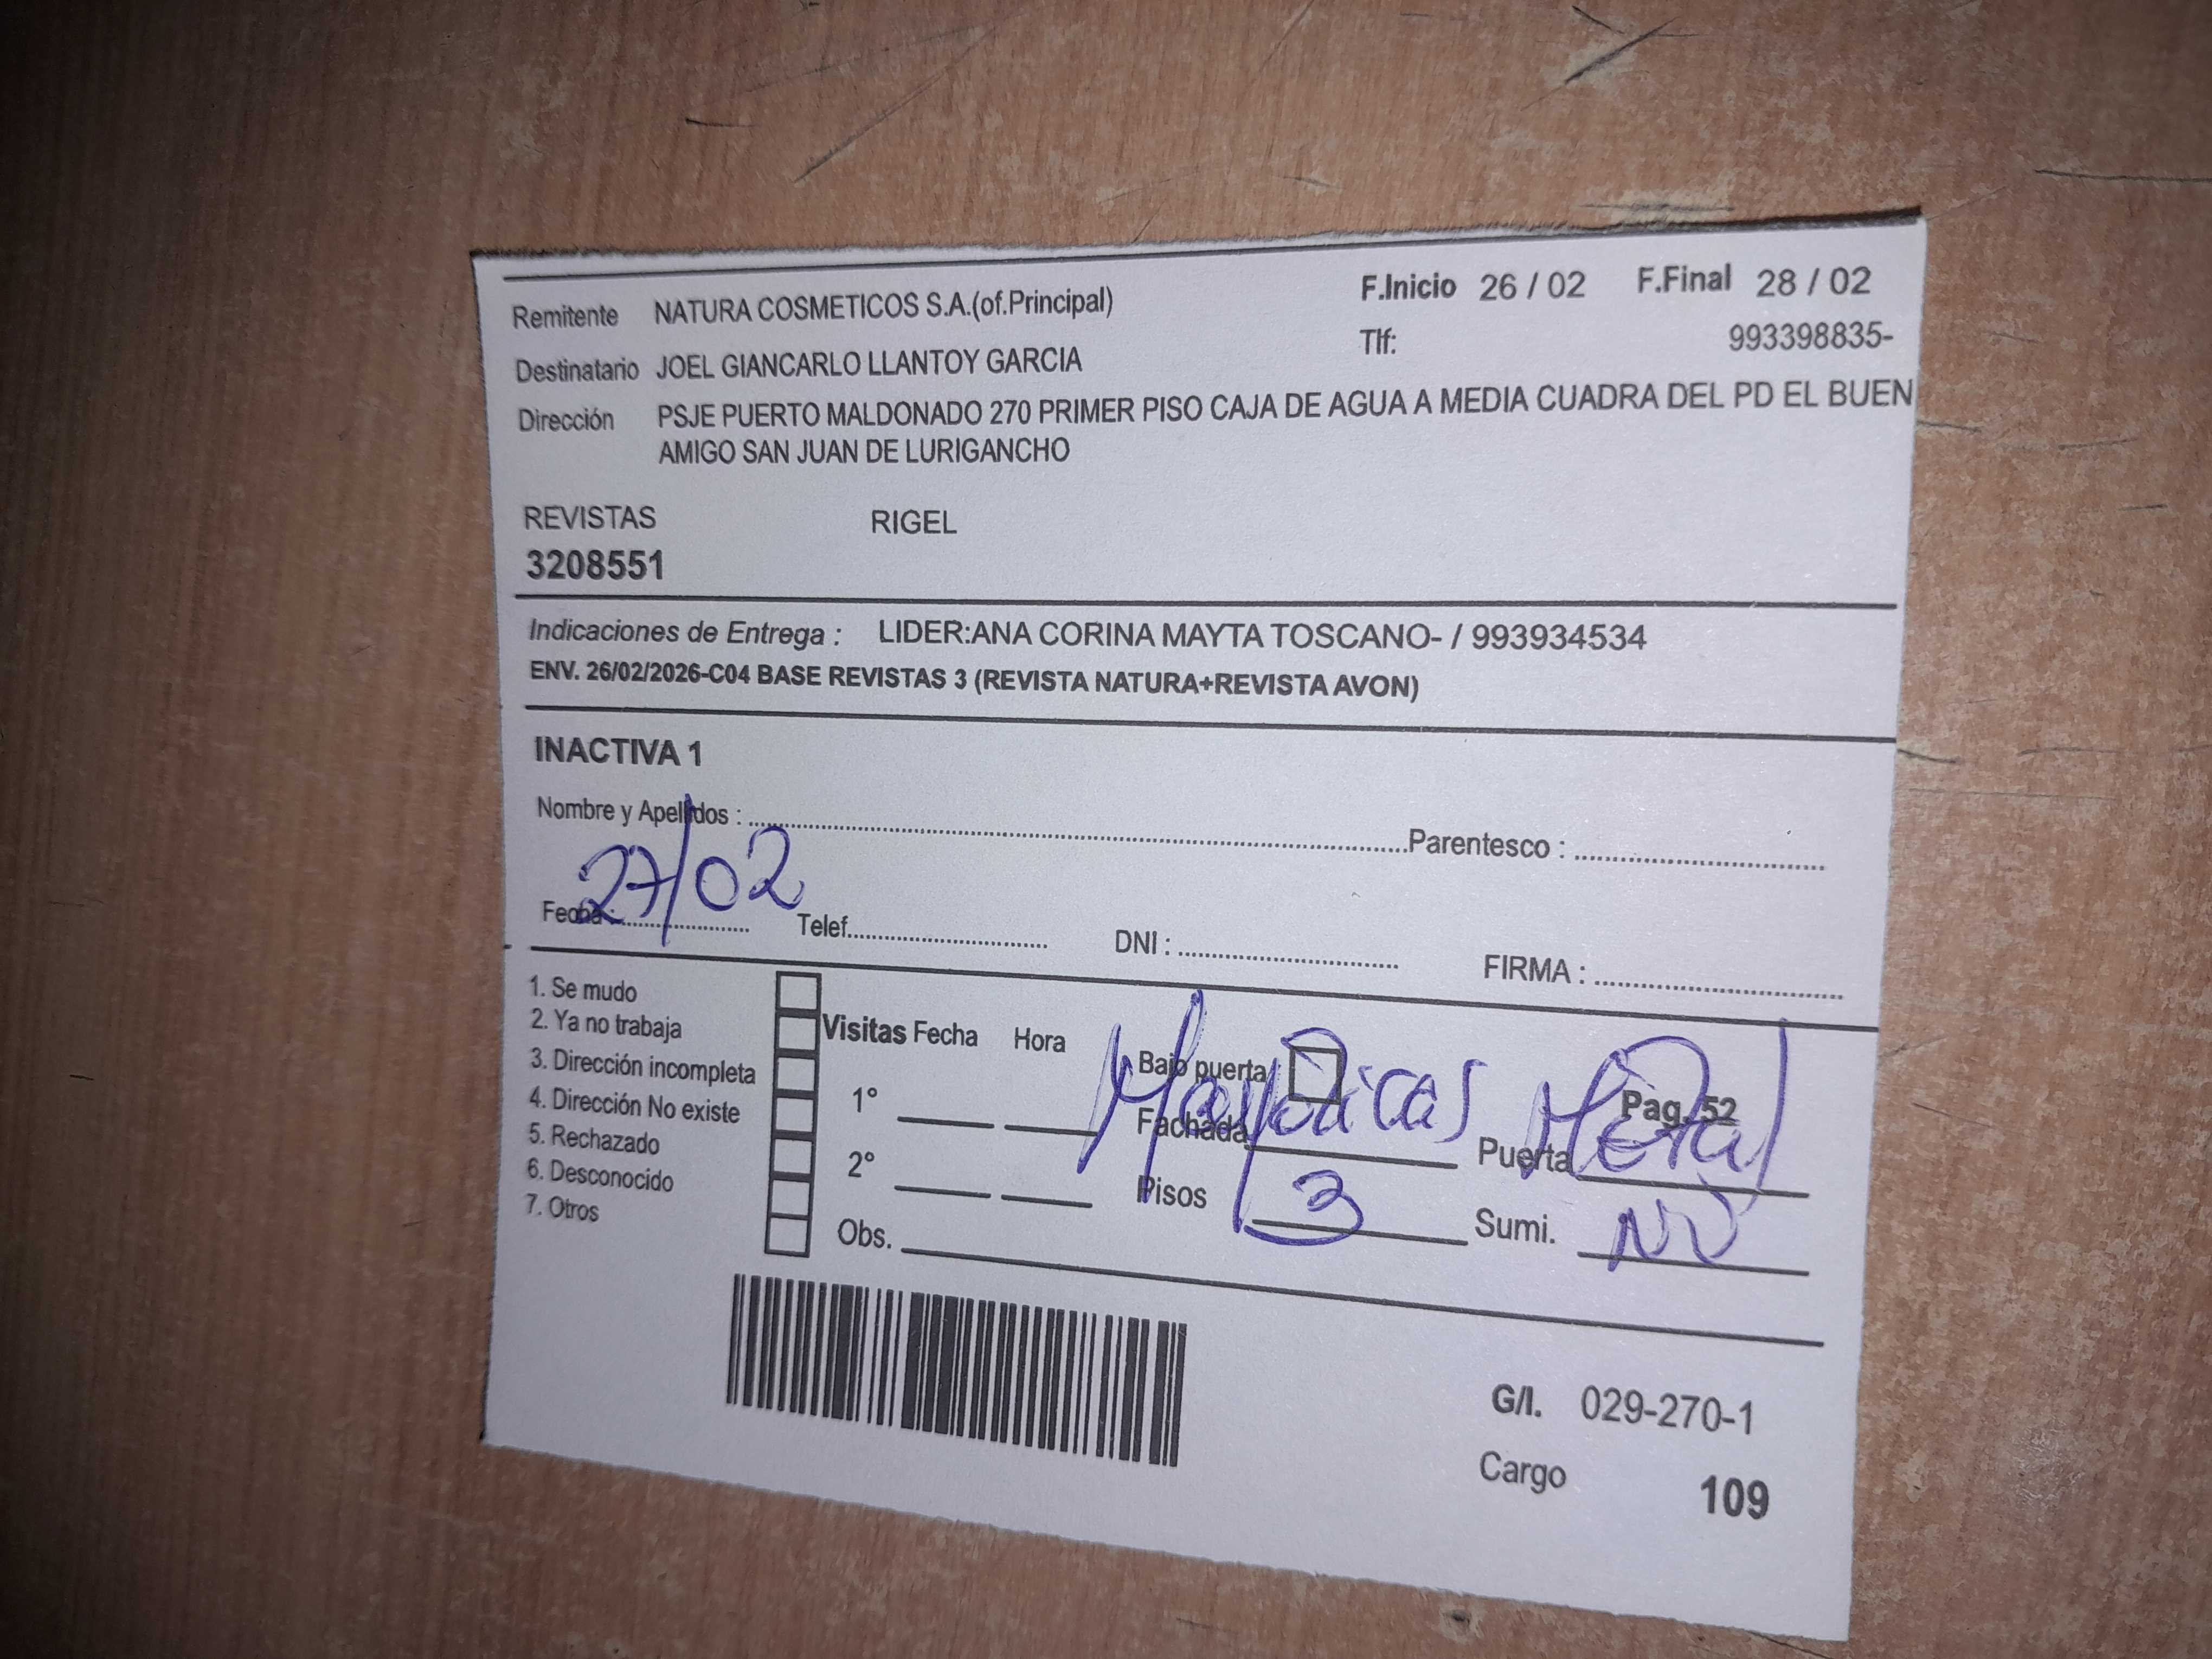 Remitente NATURA COSMETICOS S.A.(of.Principal) F.Inicio 26 / 02 F.Final 28 / 02
Tlf: 993398835-
Destinatario JOEL GIANCARLO LLANTOY GARCIA
Dirección PSJE PUERTO MALDONADO 270 PRIMER PISO CAJA DE AGUA A MEDIA CUADRA DEL PD EL BUEN
AMIGO SAN JUAN DE LURIGANCHO
REVISTAS RIGEL
3208551
Indicaciones de Entrega : LIDER:ANA CORINA MAYTA TOSCANO- / 993934534
ENV. 26/02/2026-C04 BASE REVISTAS 3 (REVISTA NATURA+REVISTA AVON)
INACTIVA 1
Nombre y Apellidos : Parentesco :
Fecha : 27/02 Telef. DNI : FIRMA :
1. Se mudo
2. Ya no trabaja
3. Dirección incompleta
4. Dirección No existe
5. Rechazado
6. Desconocido
7. Otros
Visitas Fecha Hora
1°
2°
Obs.
Bajo puerta
Pag. 52
Fachada Puerta Metal
Pisos 3 Sumi. NV
G/I. 029-270-1
Cargo 109